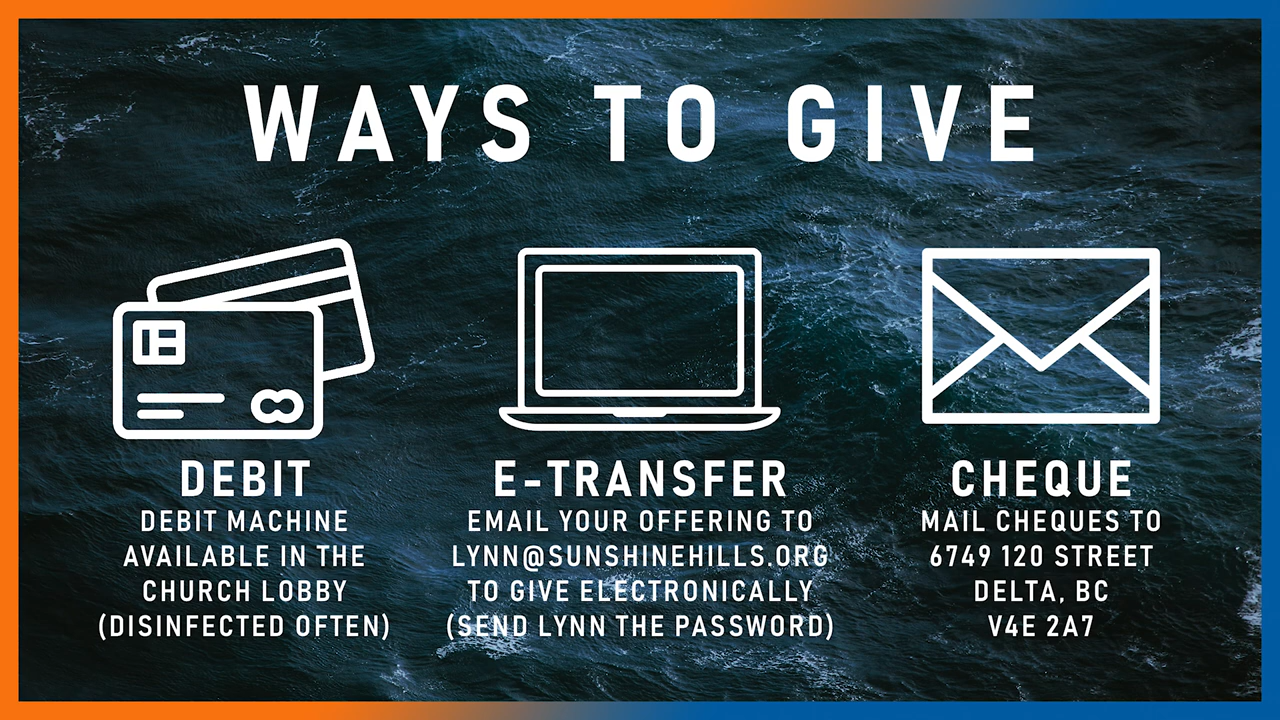 WAYS TO GIVE
DEBIT
DEBIT MACHINE
AVAILABLE IN THE
CHURCH LOBBY
(DISINFECTED OFTEN)
E-TRANSFER
EMAIL YOUR OFFERING TO
LYNN@SUNSHINEHILLS.ORG
TO GIVE ELECTRONICALLY
(SEND LYNN THE PASSWORD)
CHEQUE
MAIL CHEQUES TO
6749 120 STREET
DELTA, BC
V4E 2A7